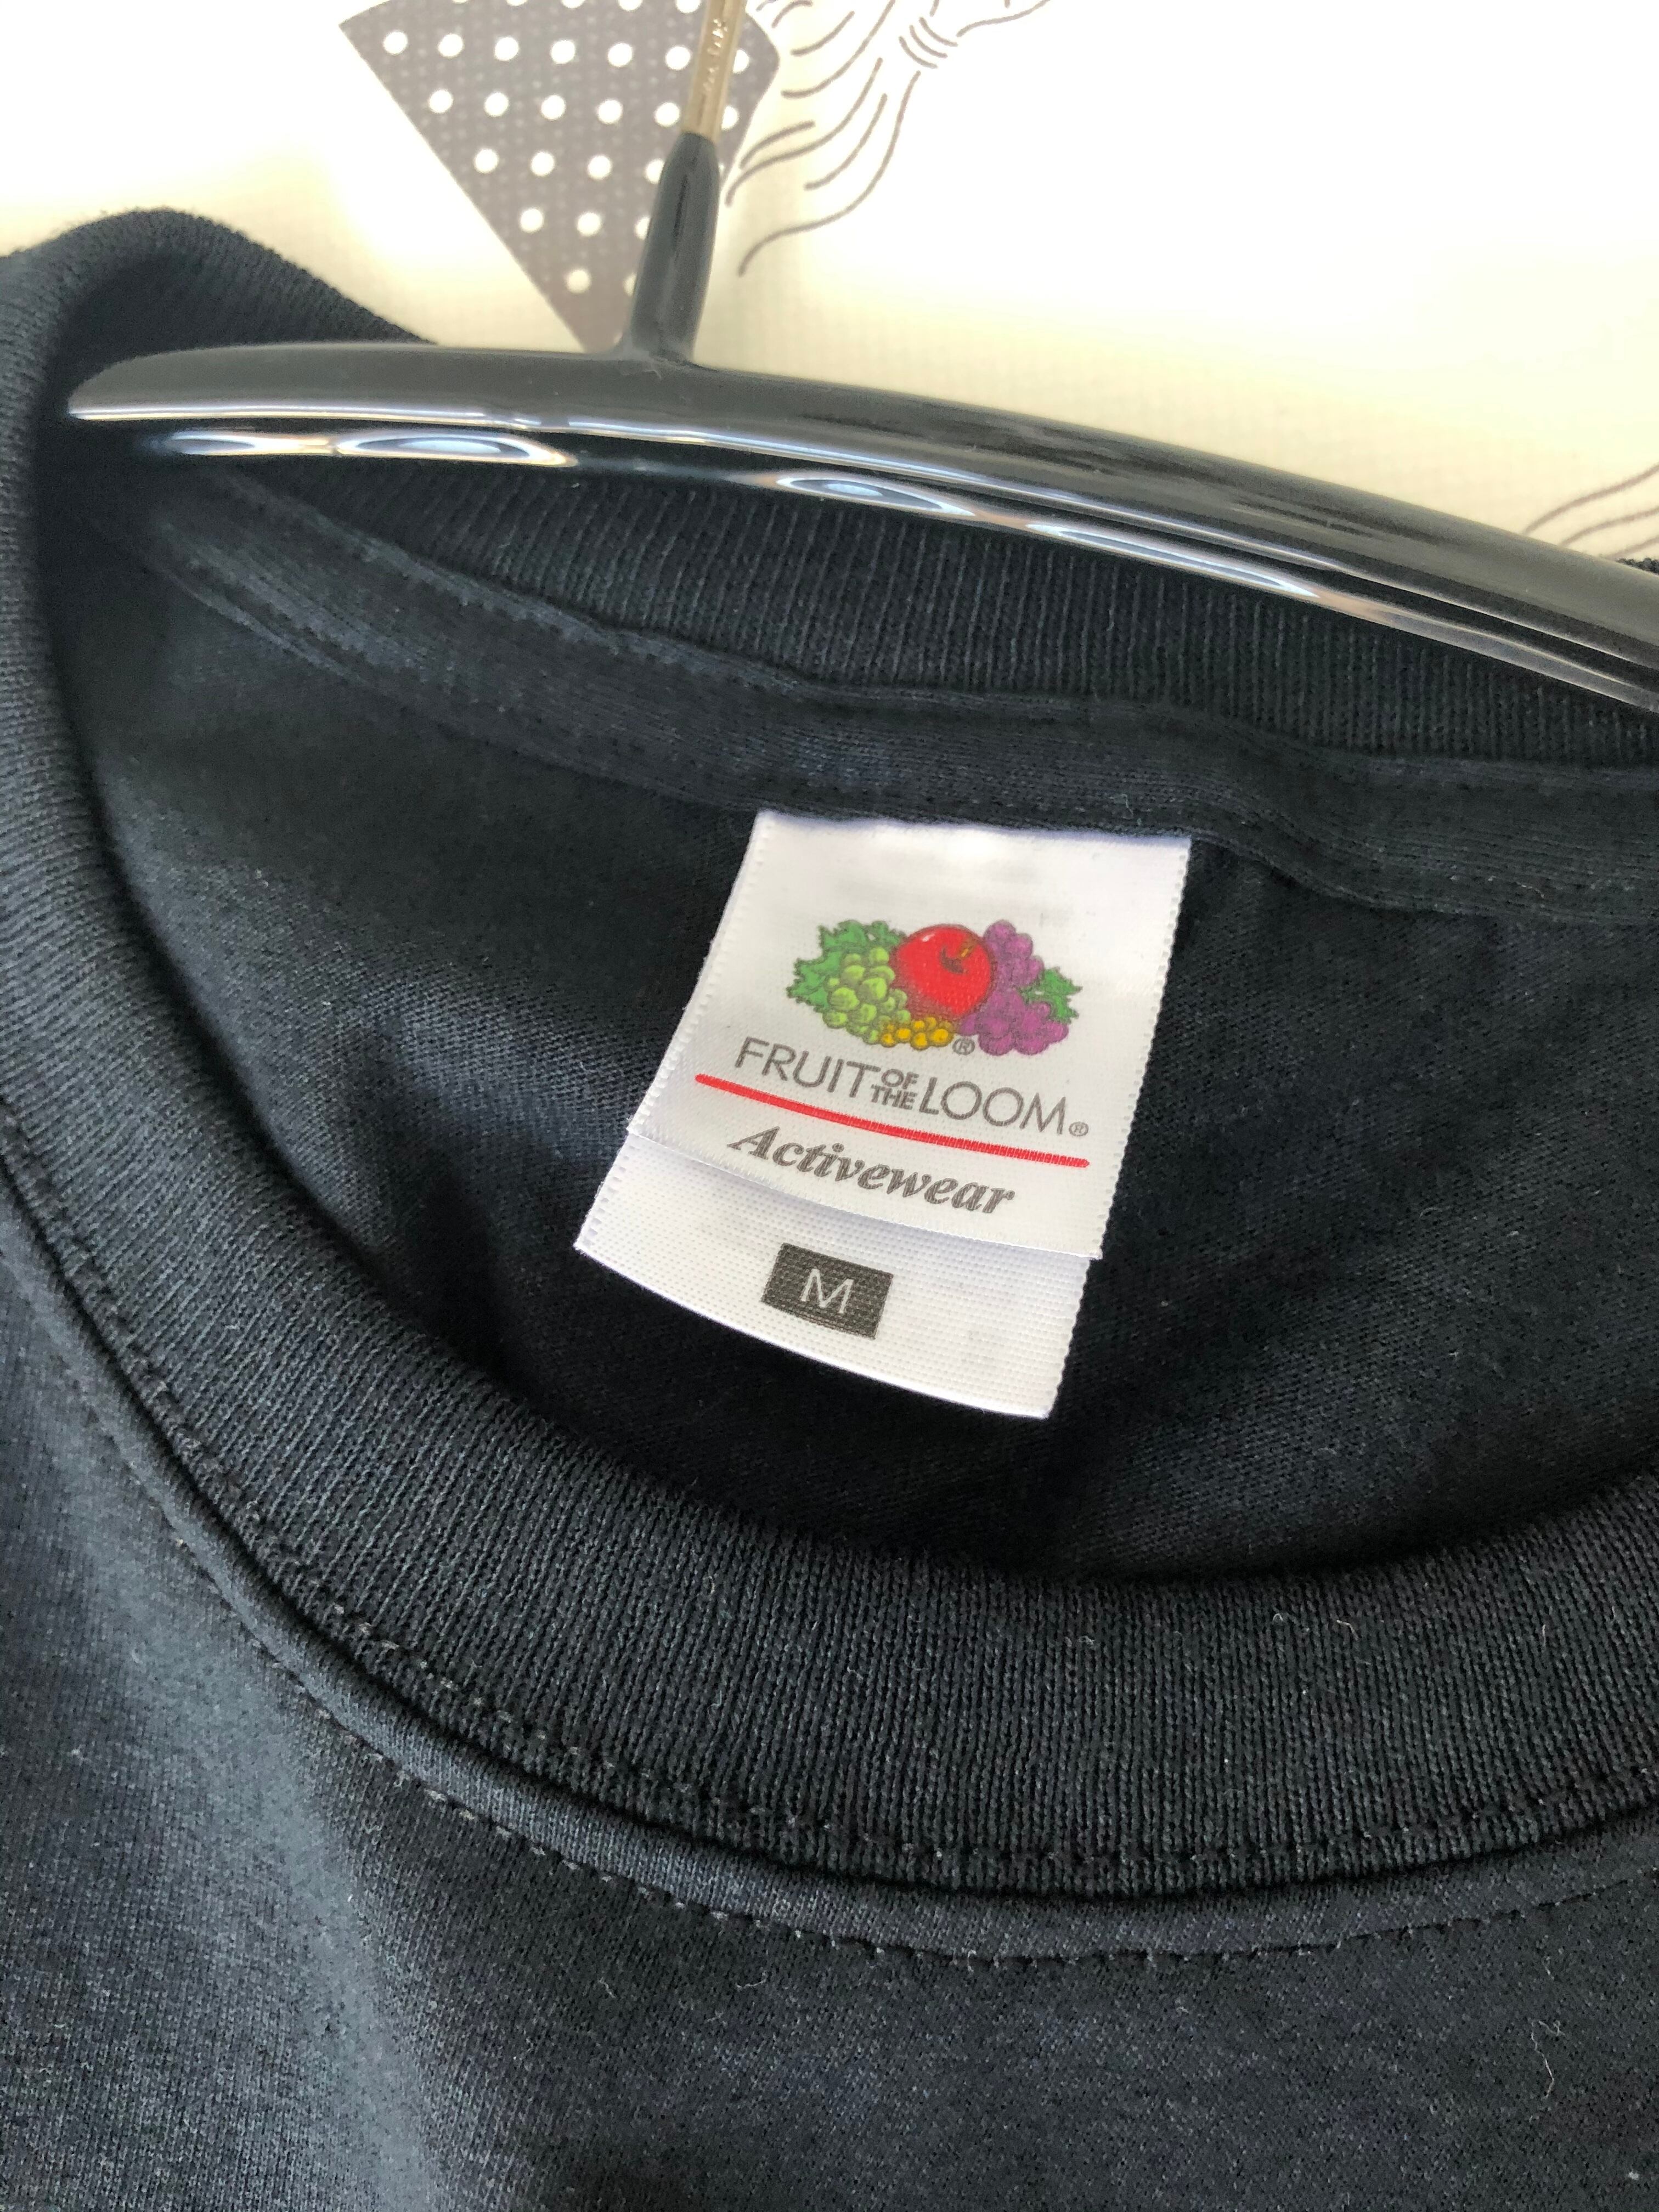 ®
FRUIT OF THE LOOM®
Activewear
M